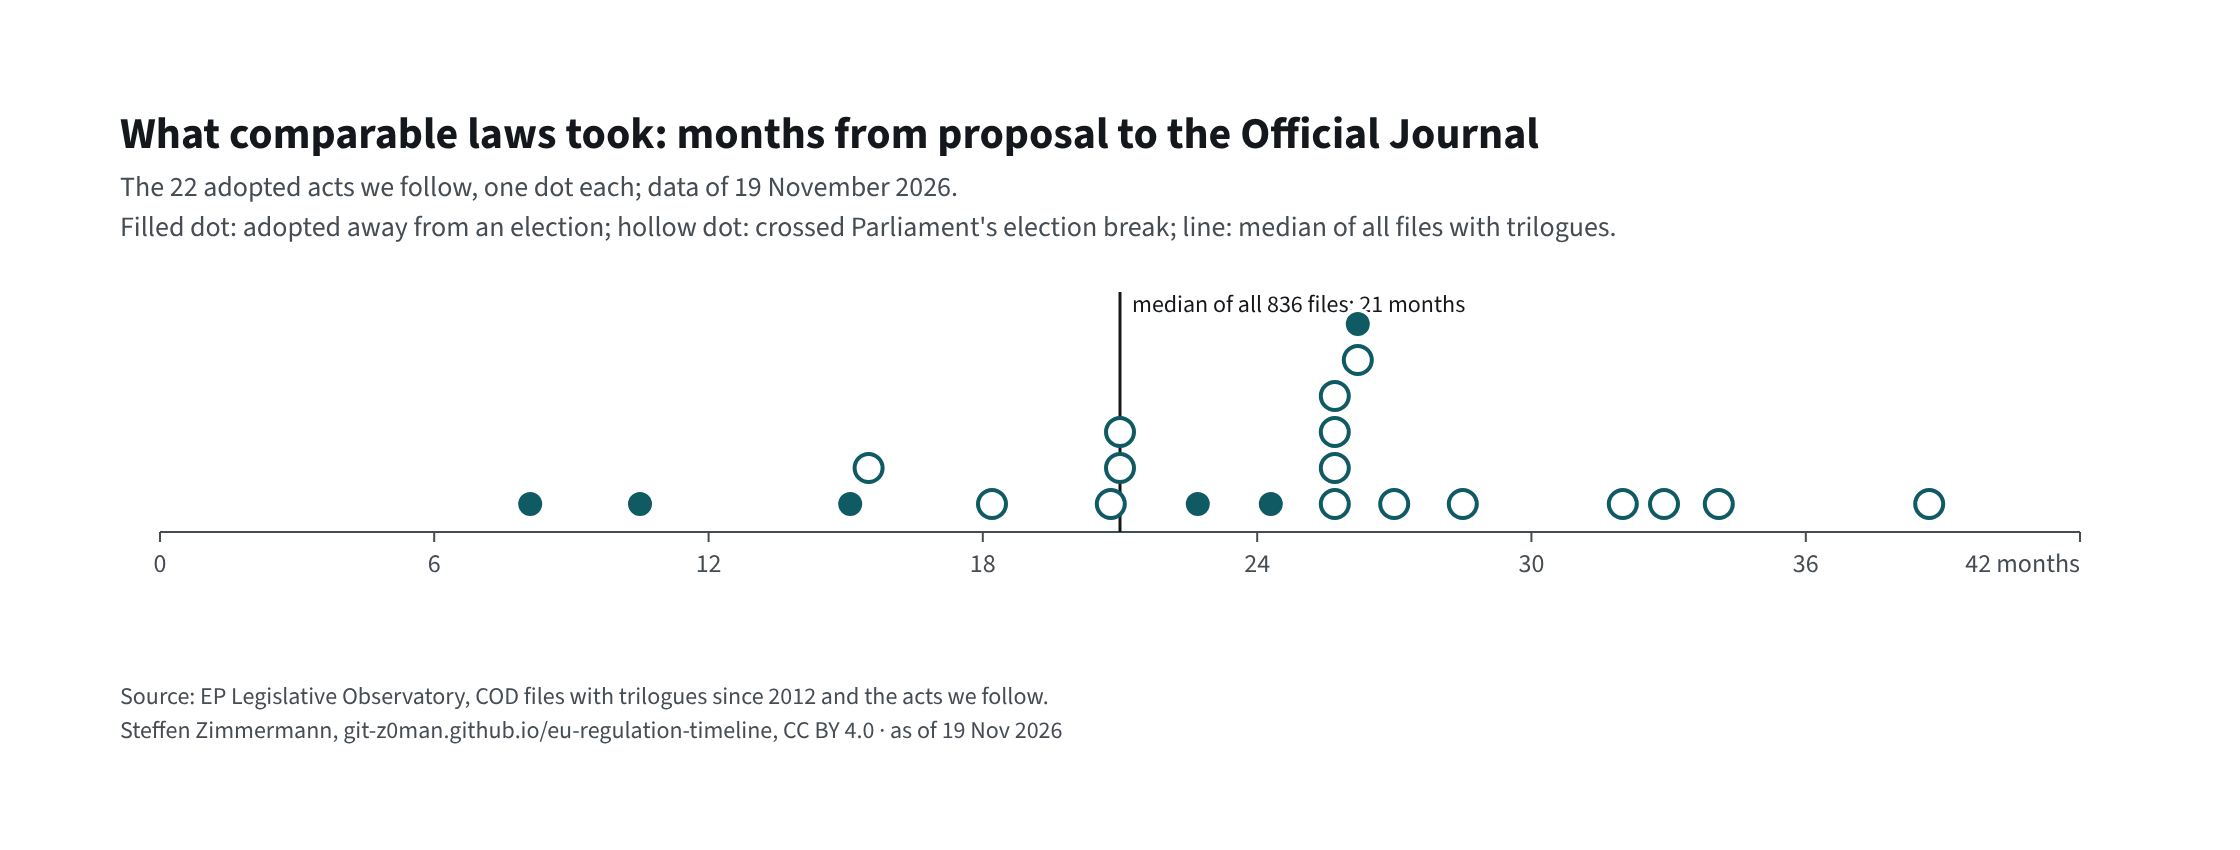 What comparable laws took: months from proposal to the Official Journal
The 22 adopted acts we follow, one dot each; data of 19 November 2026.
Filled dot: adopted away from an election; hollow dot: crossed Parliament's election break; line: median of all files with trilogues.
median of all 836 files: 21 months
0 6 12 18 24 30 36 42 months
Source: EP Legislative Observatory, COD files with trilogues since 2012 and the acts we follow.
Steffen Zimmermann, git-z0man.github.io/eu-regulation-timeline, CC BY 4.0 · as of 19 Nov 2026